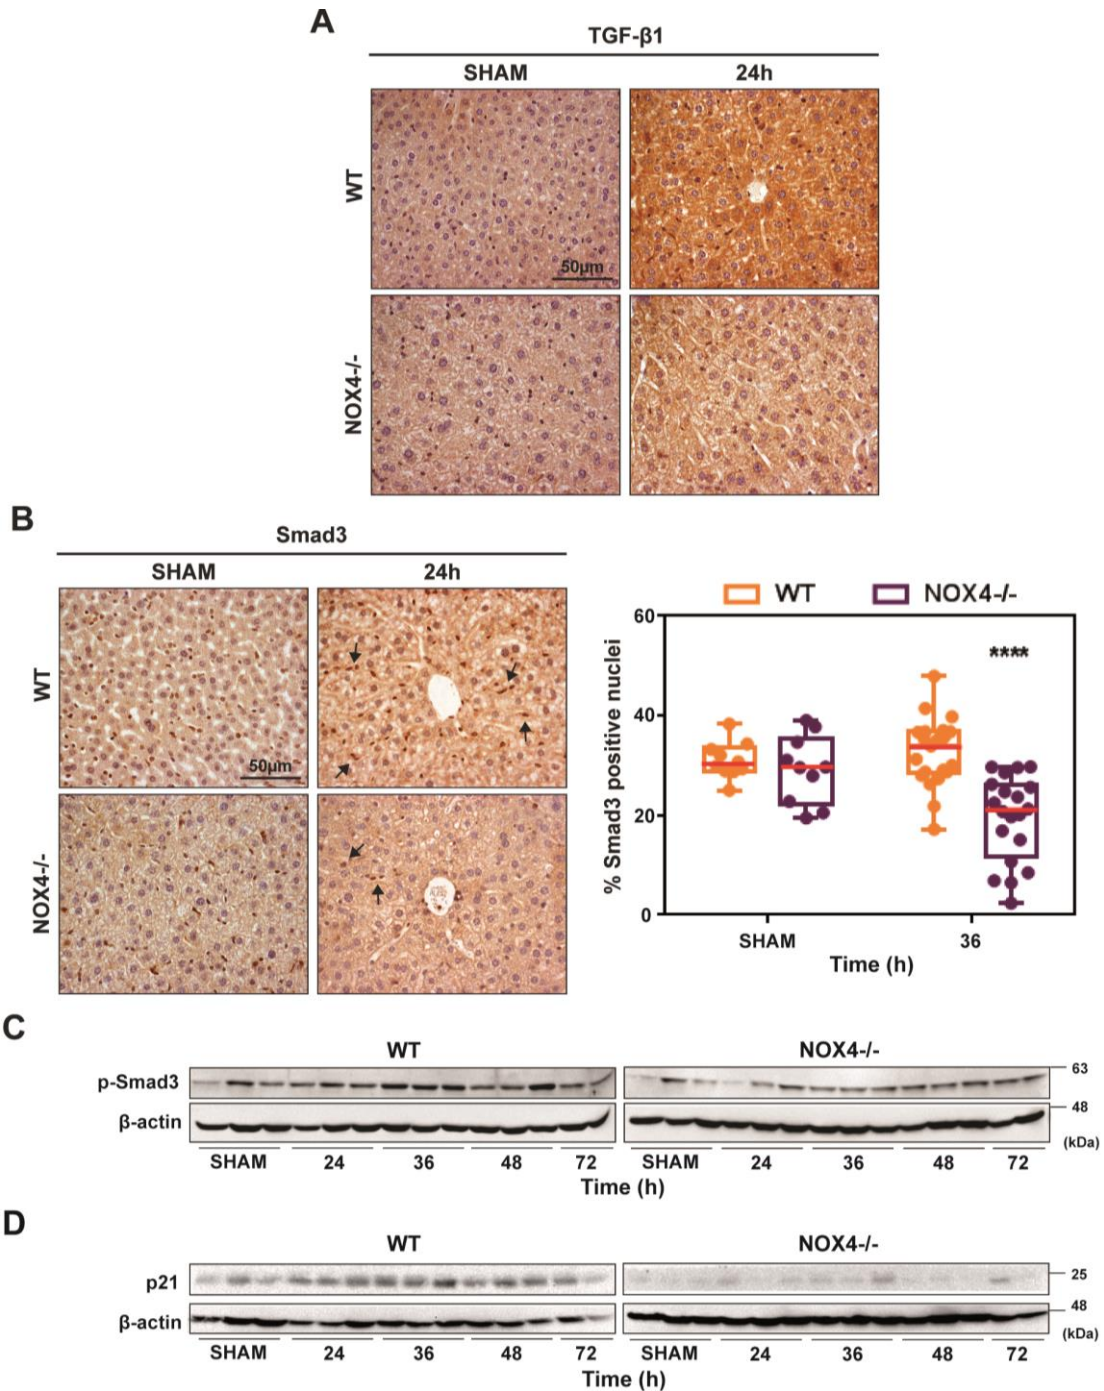 A
TGF-β1
SHAM 24h
WT
50μm
NOX4-/-
B
Smad3
SHAM 24h
WT
50μm
NOX4-/-
WT NOX4-/-
60
40
20
0
% Smad3 positive nuclei
****
SHAM 36
Time (h)
C
WT NOX4-/-
p-Smad3 63
β-actin 48
(kDa)
SHAM 24 36 48 72 SHAM 24 36 48 72
Time (h)
D
WT NOX4-/-
p21 25
β-actin 48
(kDa)
SHAM 24 36 48 72 SHAM 24 36 48 72
Time (h)